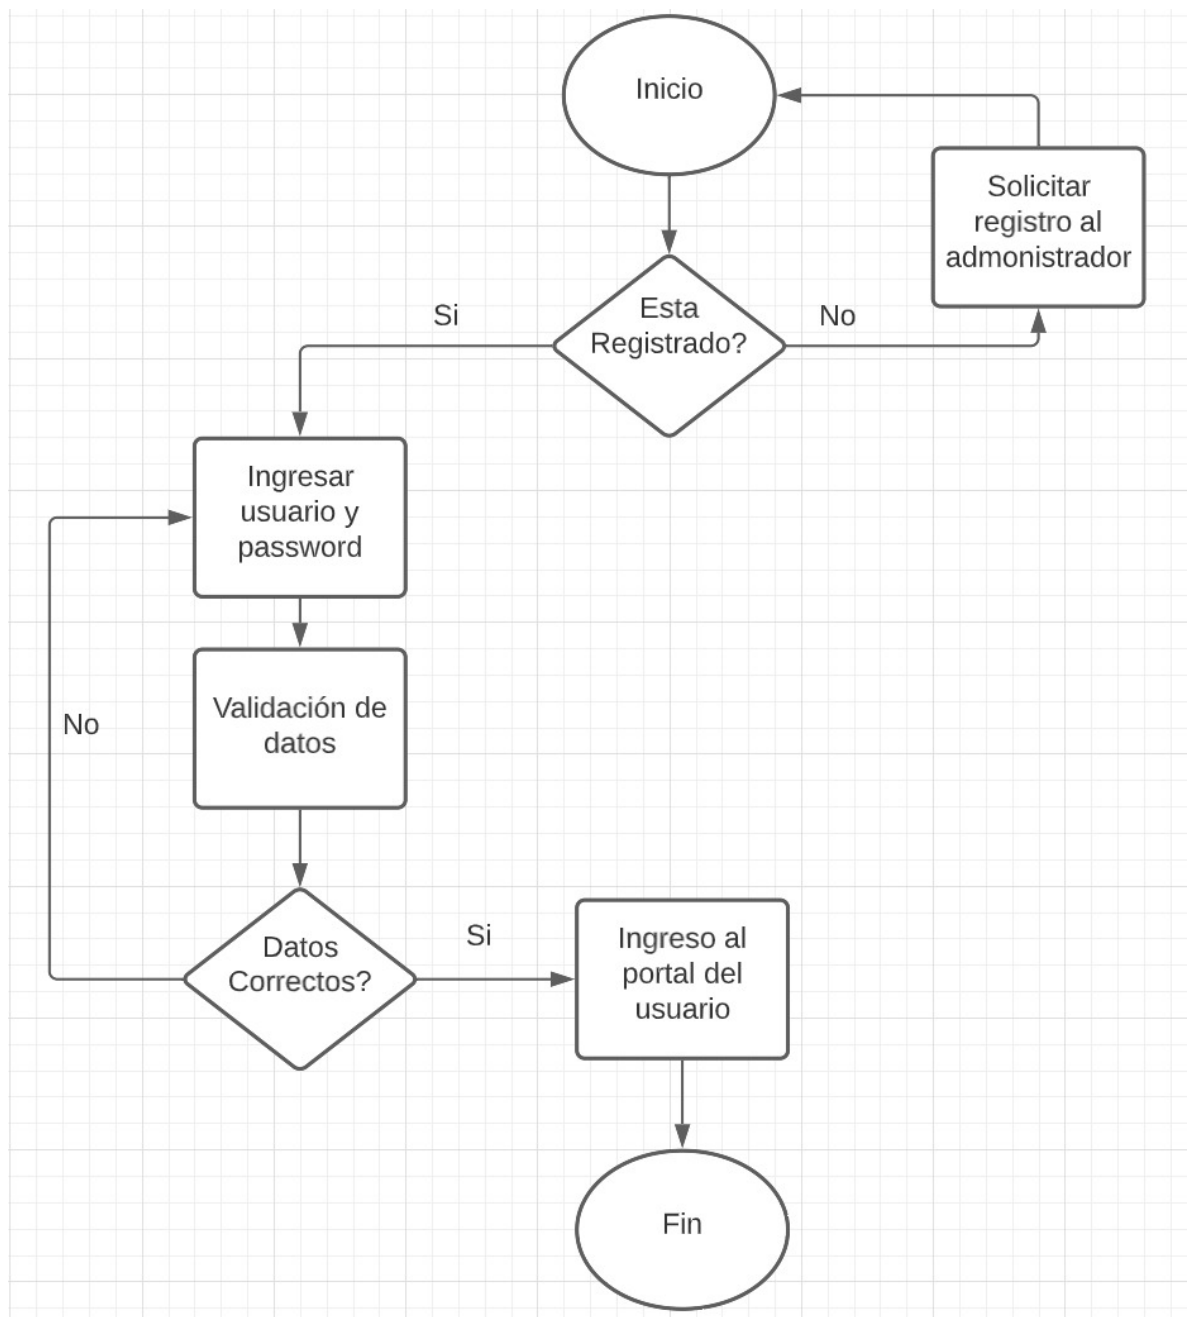 Inicio
Solicitar
registro al
admonistrador
Esta
Registrado?
Si
No
Ingresar
usuario y
password
Validación de
datos
No
Datos
Correctos?
Si
Ingreso al
portal del
usuario
Fin